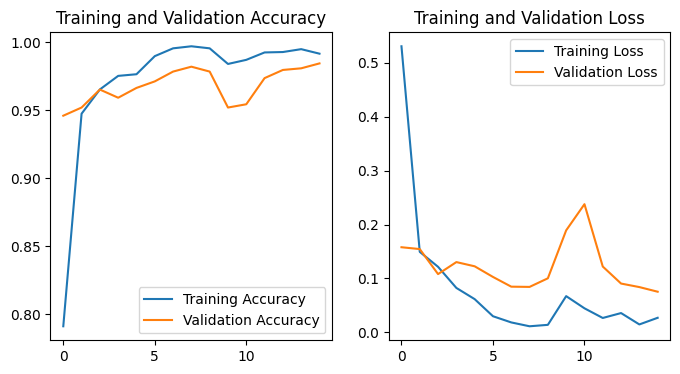 Training and Validation Accuracy
1.00
0.95
0.90
0.85
0.80
Training Accuracy
Validation Accuracy
0
5
10
Training and Validation Loss
Training Loss
Validation Loss
0.5
0.4
0.3
0.2
0.1
0.0
0
5
10